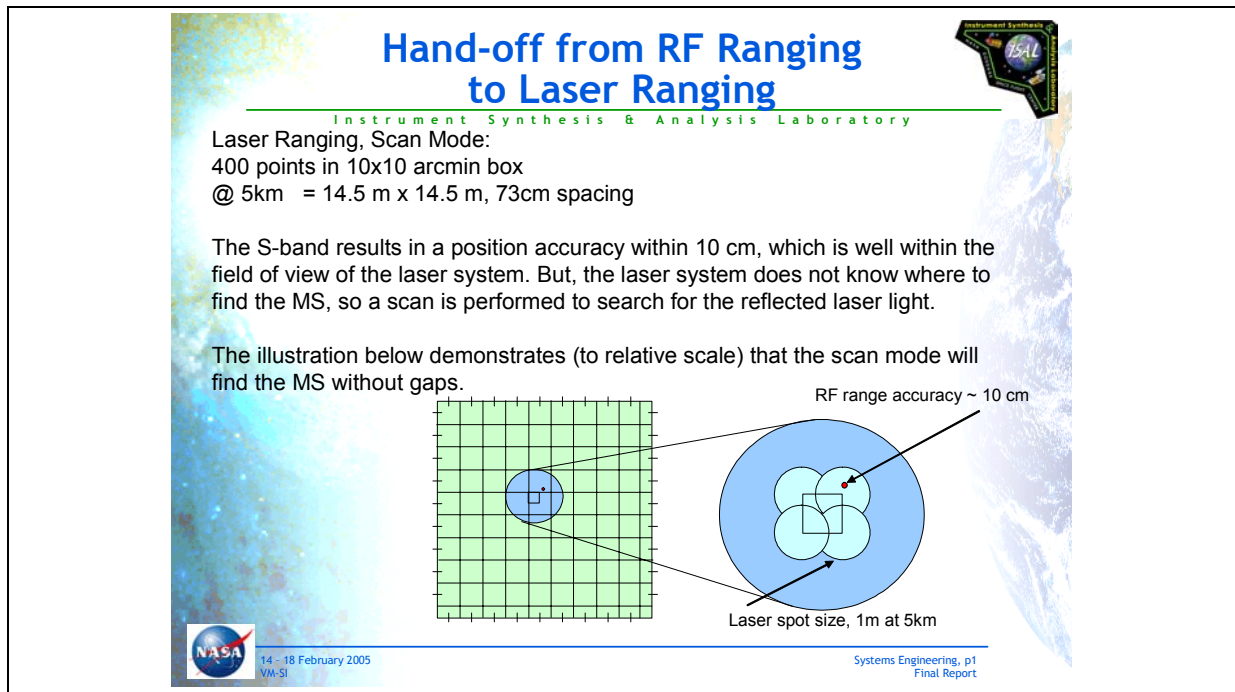 Hand-off from RF Ranging
to Laser Ranging
Instrument Synthesis & Analysis Laboratory
Instrument Synthesis &
Analysis Laboratory
ISAL
Laser Ranging, Scan Mode:
400 points in 10x10 arcmin box
@ 5km = 14.5 m x 14.5 m, 73cm spacing
The S-band results in a position accuracy within 10 cm, which is well within the
field of view of the laser system. But, the laser system does not know where to
find the MS, so a scan is performed to search for the reflected laser light.
The illustration below demonstrates (to relative scale) that the scan mode will
find the MS without gaps.
RF range accuracy ~ 10 cm
Laser spot size, 1m at 5km
NASA
14 – 18 February 2005
VM-SI
Systems Engineering, p1
Final Report